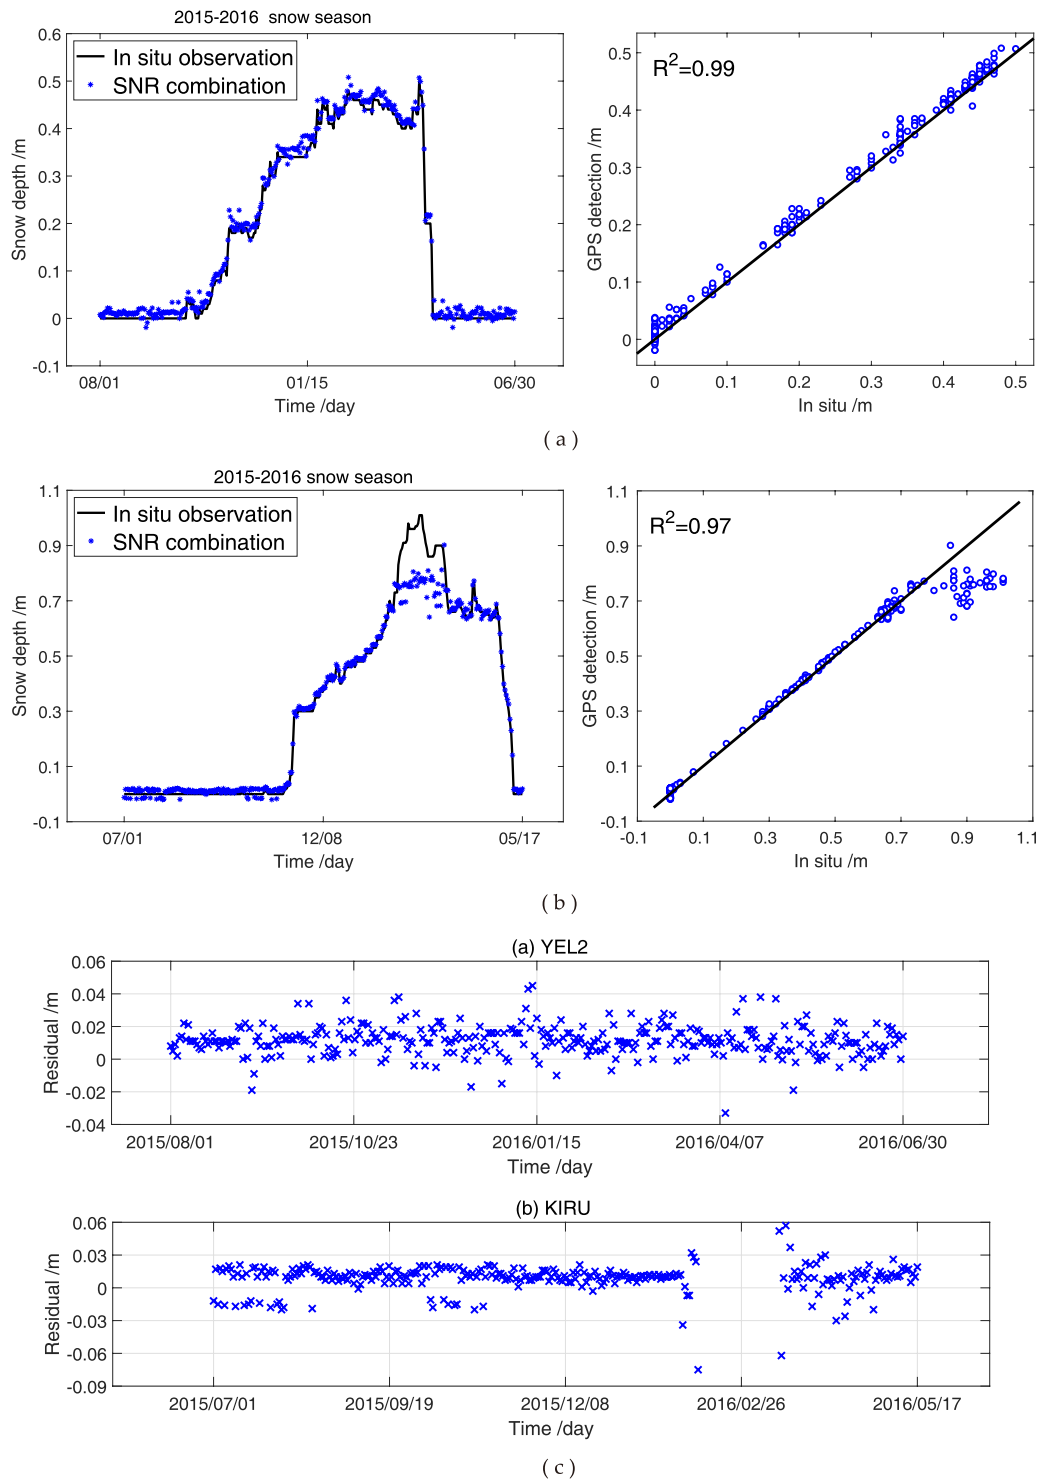 2015-2016 snow season
In situ observation
SNR combination
Snow depth /m
0.6
0.5
0.4
0.3
0.2
0.1
0
-0.1
08/01 01/15 06/30
Time /day
R2=0.99
GPS detection /m
0.5
0.4
0.3
0.2
0.1
0
0 0.1 0.2 0.3 0.4 0.5
In situ /m
( a )
2015-2016 snow season
In situ observation
SNR combination
Snow depth /m
1.1
0.9
0.7
0.5
0.3
0.1
-0.1
07/01 12/08 05/17
Time /day
R2=0.97
GPS detection /m
1.1
0.9
0.7
0.5
0.3
0.1
-0.1
-0.1 0.1 0.3 0.5 0.7 0.9 1.1
In situ /m
( b )
(a) YEL2
Residual /m
0.06
0.04
0.02
0
-0.02
-0.04
2015/08/01 2015/10/23 2016/01/15 2016/04/07 2016/06/30
Time /day
(b) KIRU
Residual /m
0.06
0.03
0
-0.03
-0.06
-0.09
2015/07/01 2015/09/19 2015/12/08 2016/02/26 2016/05/17
Time /day
( c )